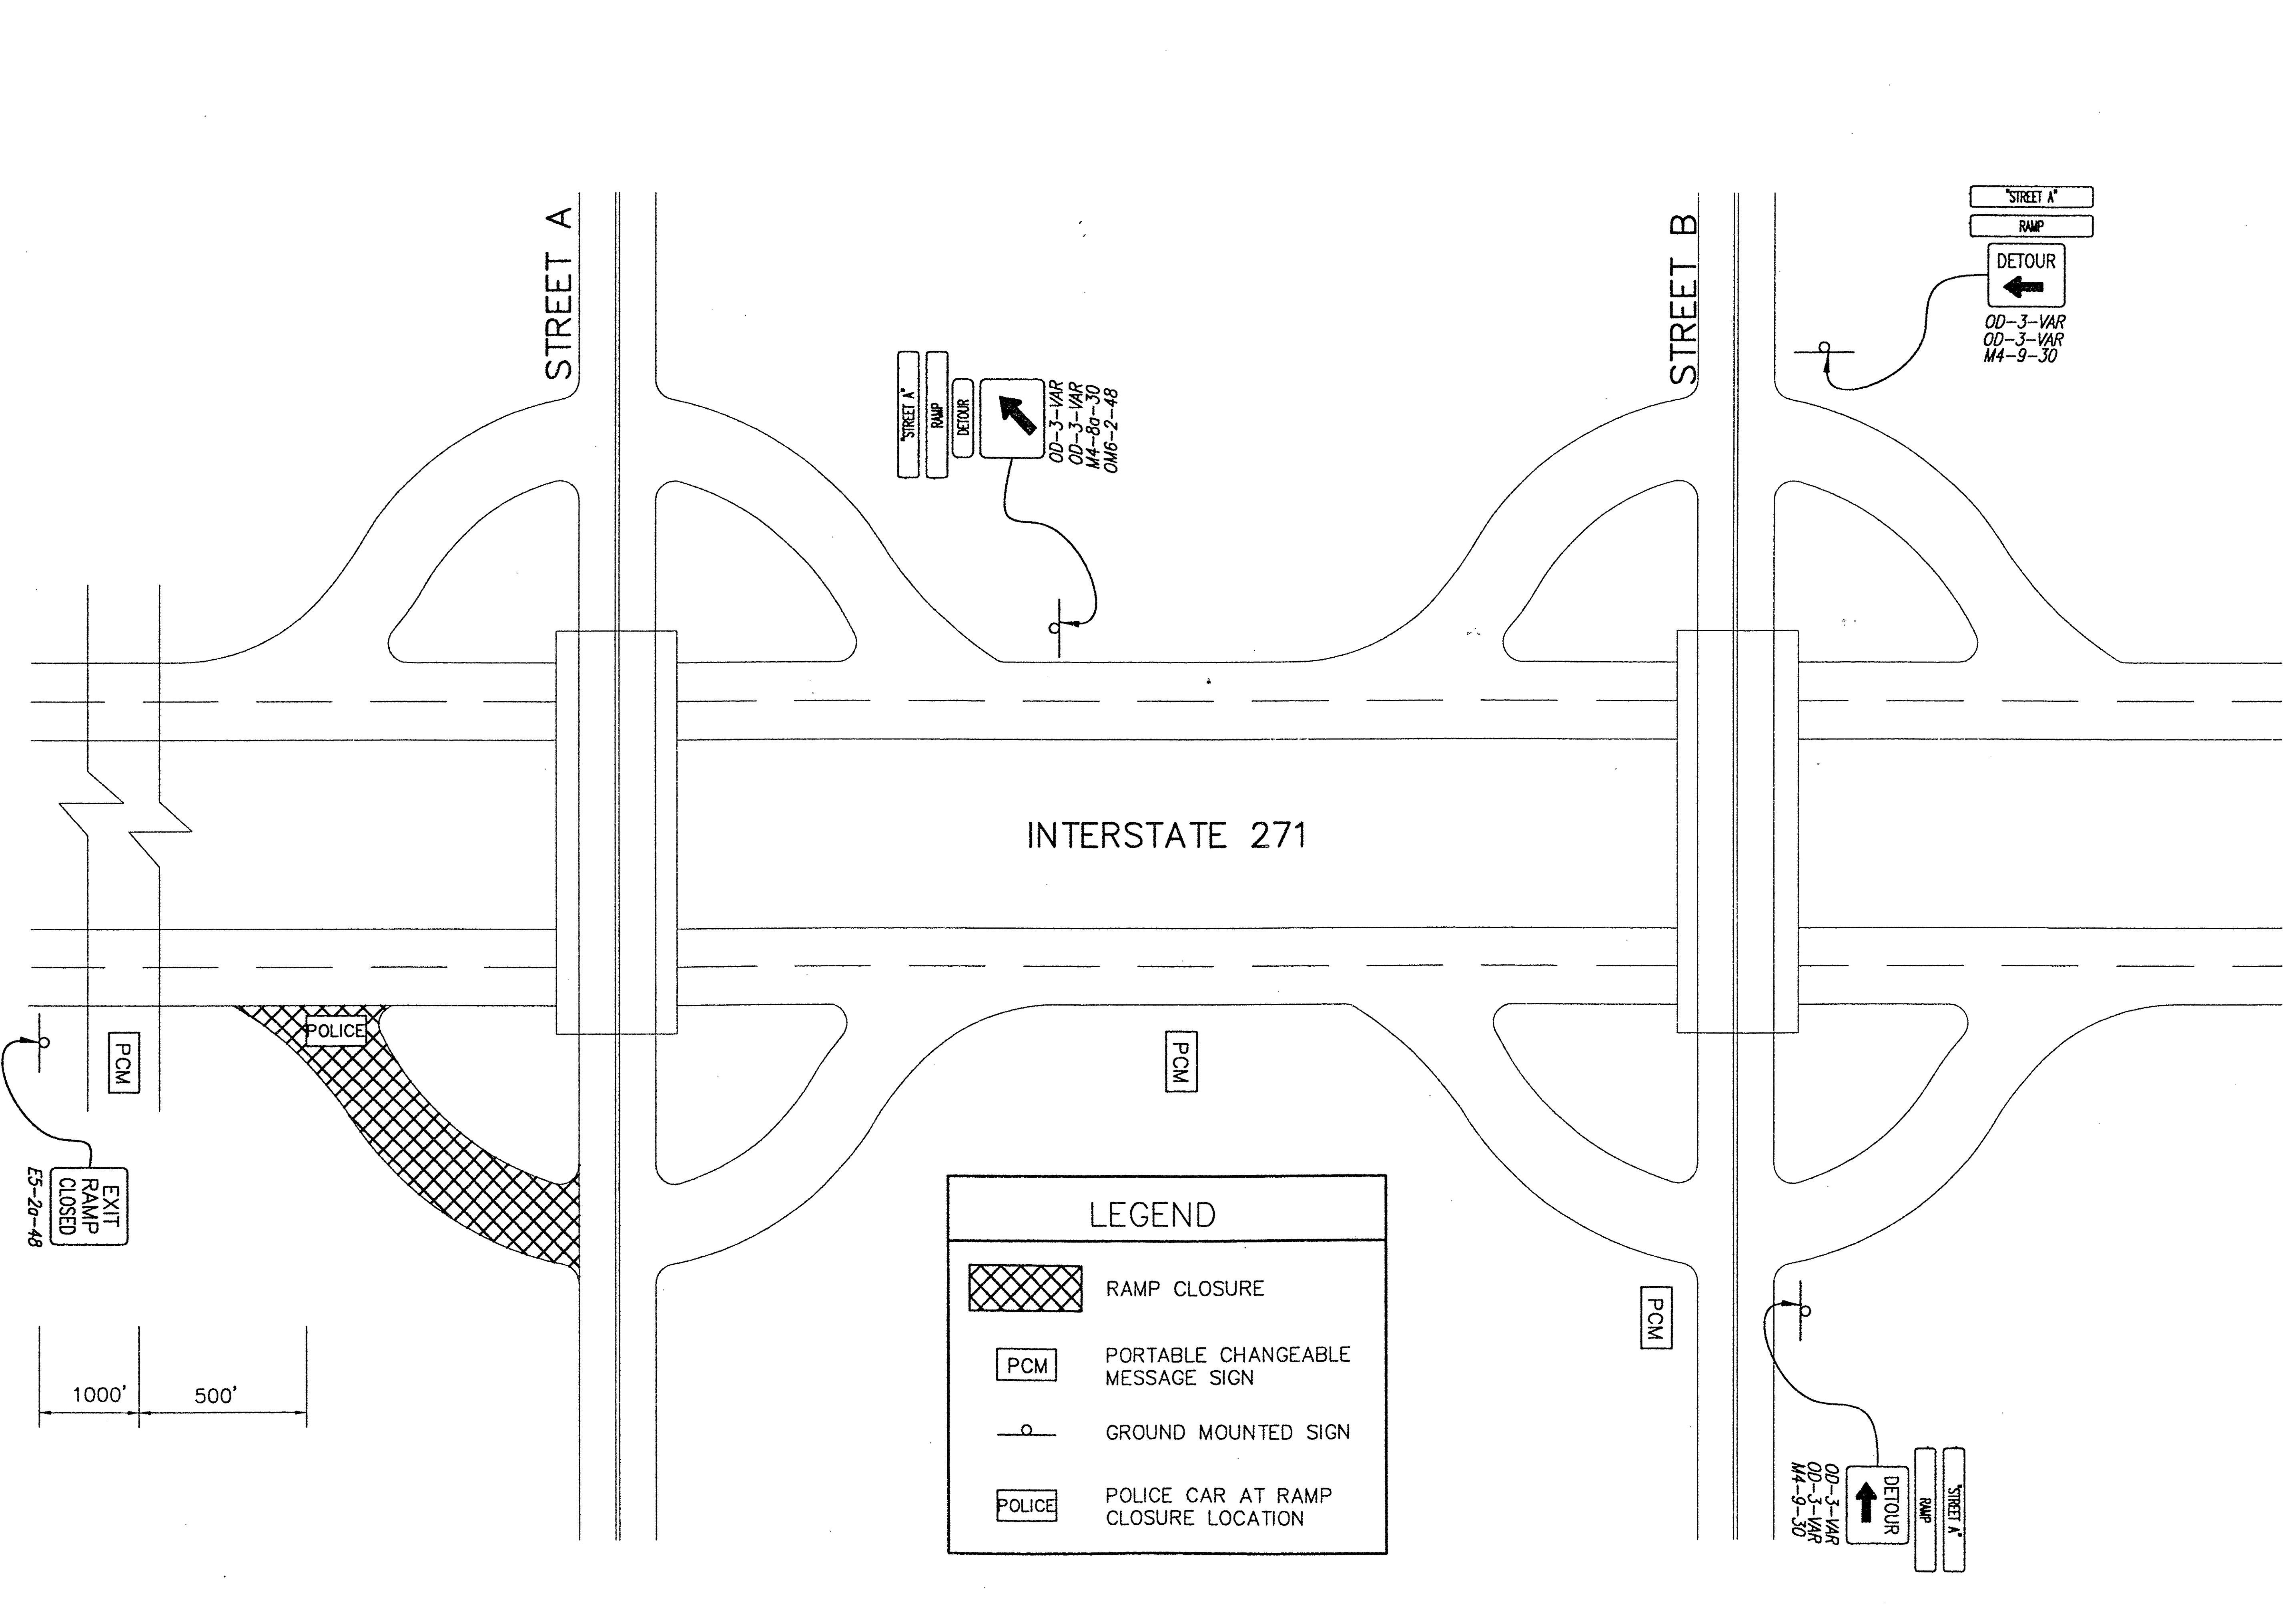 STREET A
STREET B
"STREET A"
RAMP
DETOUR
OD-3-VAR
OD-3-VAR
M4-9-30
"STREET A"
RAMP
DETOUR
OD-3-VAR
OD-3-VAR
M4-8a-30
OM6-2-48
INTERSTATE 271
POLICE
PCM
PCM
EXIT
RAMP
CLOSED
E5-2a-48
1000'
500'
LEGEND
RAMP CLOSURE
PCM
PORTABLE CHANGEABLE
MESSAGE SIGN
GROUND MOUNTED SIGN
POLICE
POLICE CAR AT RAMP
CLOSURE LOCATION
PCM
"STREET A"
RAMP
DETOUR
OD-3-VAR
OD-3-VAR
M4-9-30